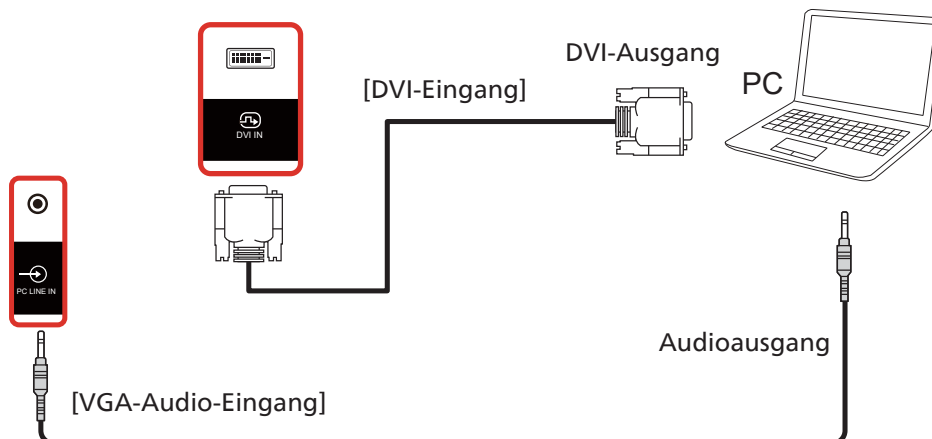 DVI-Ausgang
[DVI-Eingang]
PC
DVI IN
PC LINE IN
Audioausgang
[VGA-Audio-Eingang]